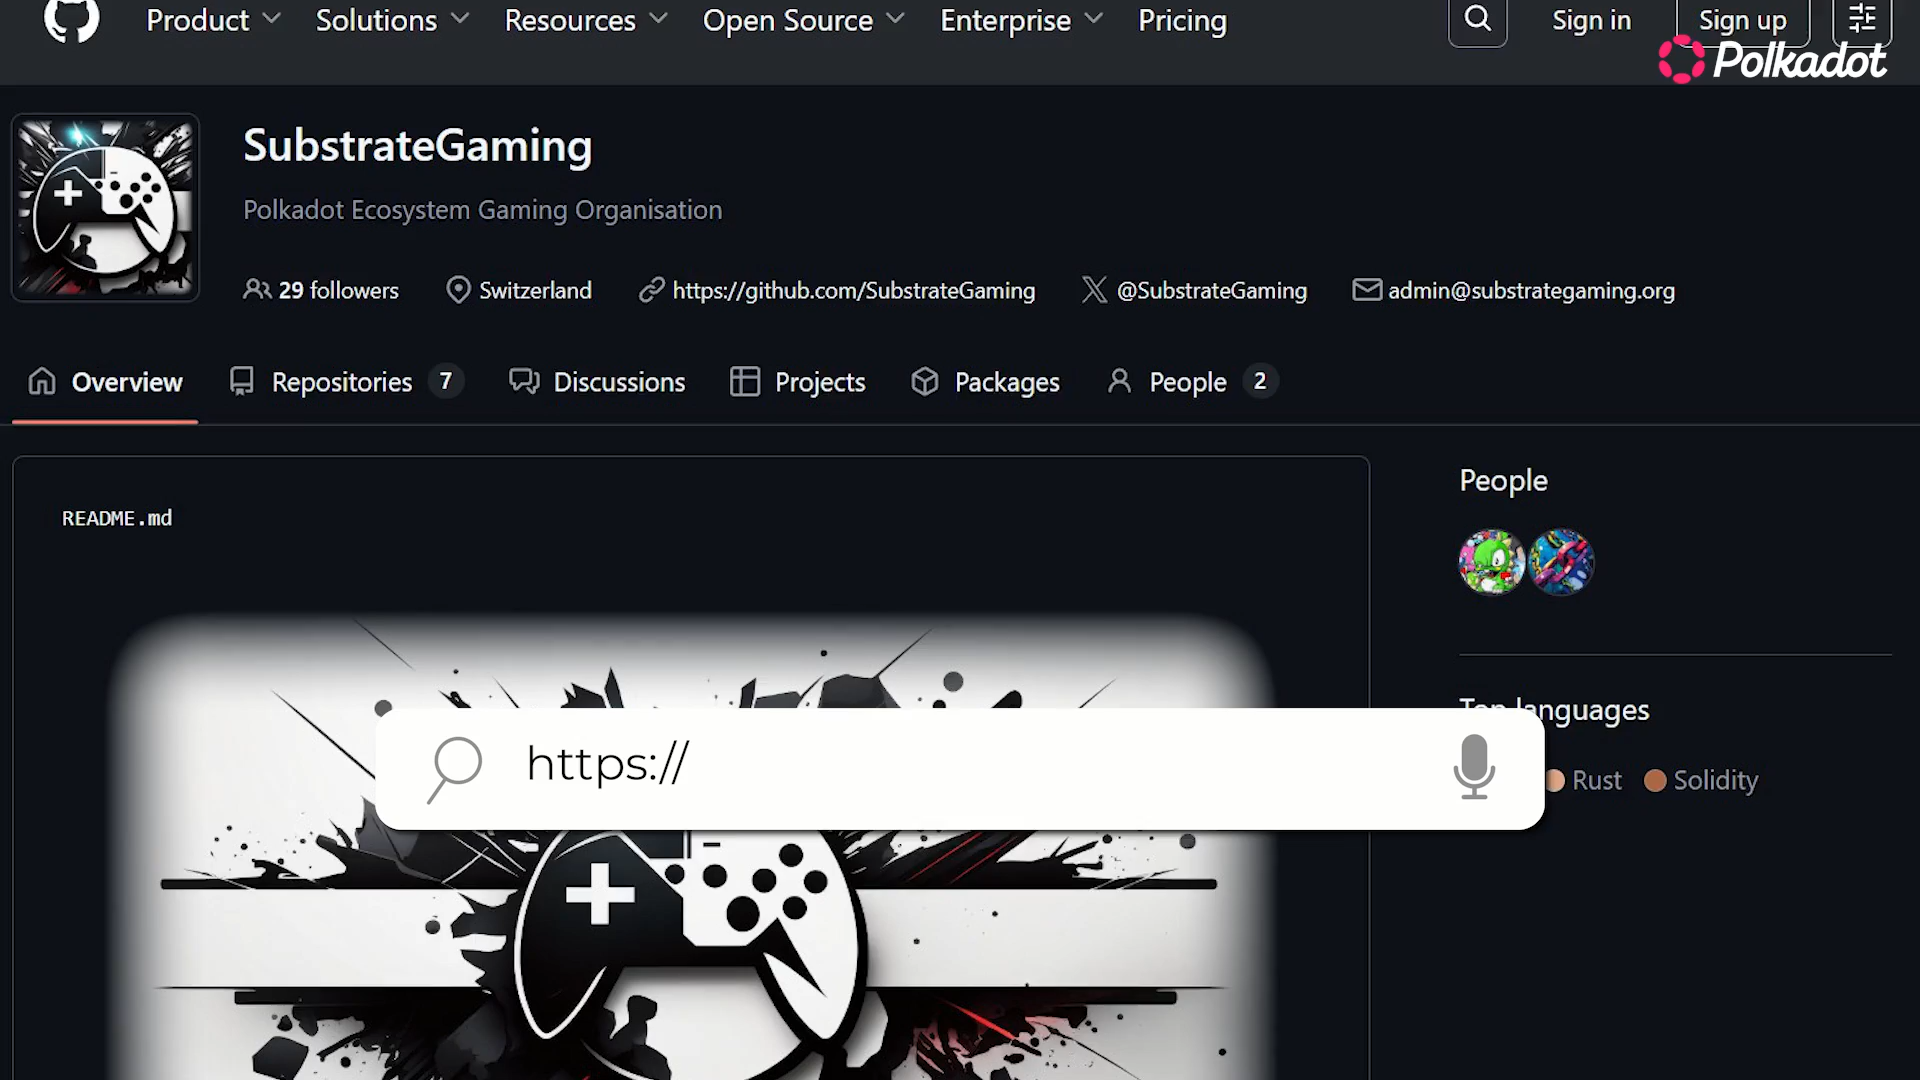 Product Solutions Resources Open Source Enterprise Pricing Sign in Sign up
Polkadot
SubstrateGaming
Polkadot Ecosystem Gaming Organisation
29 followers Switzerland https://github.com/SubstrateGaming @SubstrateGaming admin@substrategaming.org
Overview Repositories 7 Discussions Projects Packages People 2
README.md
People
Top languages
https://
Rust Solidity